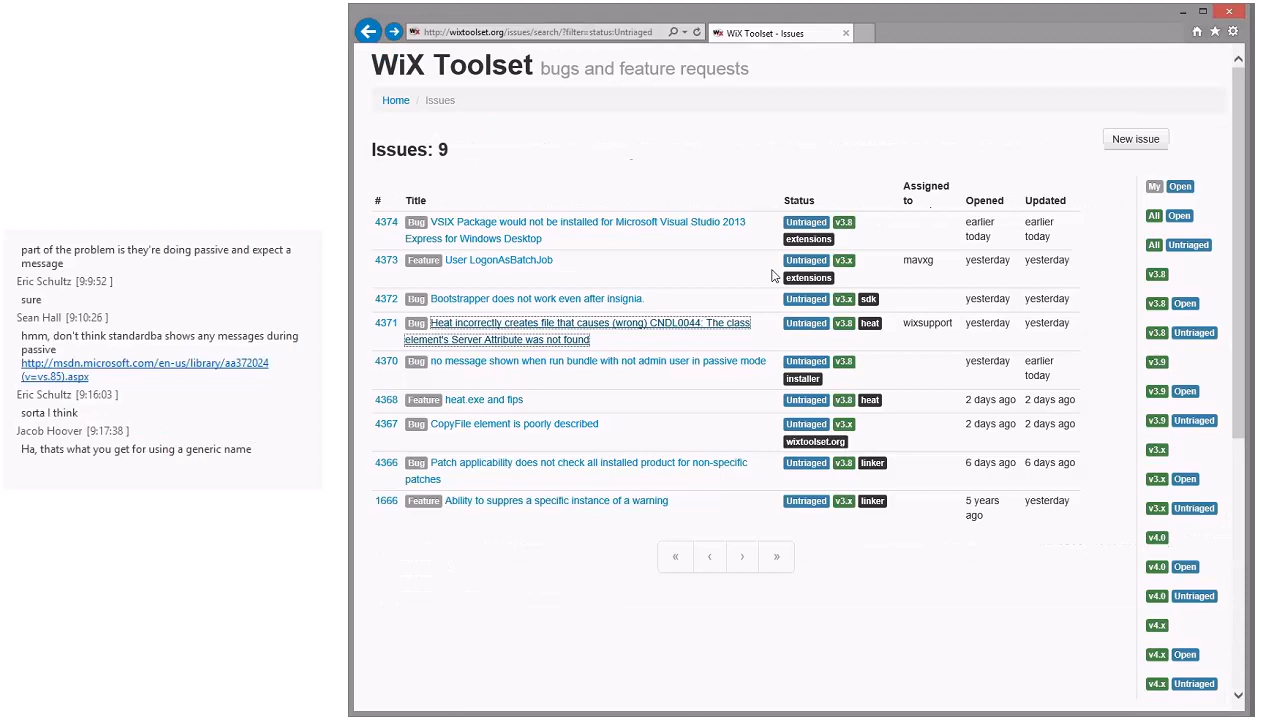 part of the problem is they're doing passive and expect a
message
Eric Schultz [9:9:52 ]
sure
Sean Hall [9:10:26 ]
hmm, don't think standardba shows any messages during
passive
http://msdn.microsoft.com/en-us/library/aa372024
(v=vs.85).aspx
Eric Schultz [9:16:03 ]
sorta I think
Jacob Hoover [9:17:38 ]
Ha, thats what you get for using a generic name
http://wixtoolset.org/issues/search/?filter=status:Untriaged
WiX Toolset - Issues
WiX Toolset bugs and feature requests
Home / Issues
Issues: 9
New issue
# Title Status Assigned to Opened Updated
4374 Bug VSIX Package would not be installed for Microsoft Visual Studio 2013 Untriaged v3.8 earlier earlier
Express for Windows Desktop extensions today today
4373 Feature User LogonAsBatchJob Untriaged v3.x mavxg yesterday yesterday
extensions
4372 Bug Bootstrapper does not work even after insignia. Untriaged v3.x sdk yesterday yesterday
4371 Bug Heat incorrectly creates file that causes (wrong) CNDL0044: The class Untriaged v3.8 heat wixsupport yesterday yesterday
element's Server Attribute was not found
4370 Bug no message shown when run bundle with not admin user in passive mode Untriaged v3.8 yesterday earlier
installer today
4368 Feature heat.exe and fips Untriaged v3.8 heat 2 days ago 2 days ago
4367 Bug CopyFile element is poorly described Untriaged v3.x 2 days ago 2 days ago
wixtoolset.org
4366 Bug Patch applicability does not check all installed product for non-specific Untriaged v3.8 linker 6 days ago 6 days ago
patches
1666 Feature Ability to suppres a specific instance of a warning Untriaged v3.x linker 5 years yesterday
ago
« ‹ › »
My Open
All Open
All Untriaged
v3.8
v3.8 Open
v3.8 Untriaged
v3.9
v3.9 Open
v3.9 Untriaged
v3.x
v3.x Open
v3.x Untriaged
v4.0
v4.0 Open
v4.0 Untriaged
v4.x
v4.x Open
v4.x Untriaged